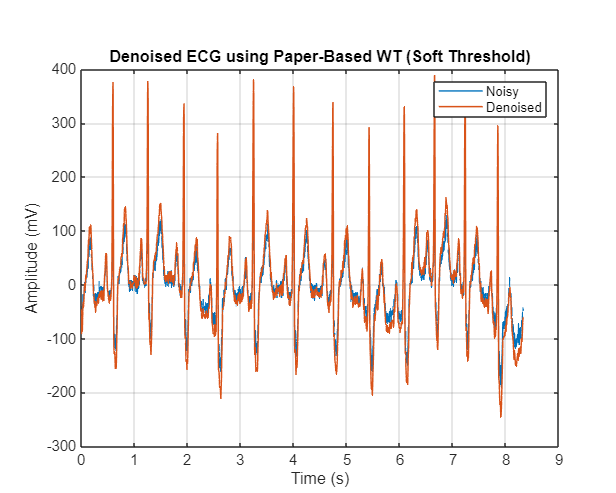 Denoised ECG using Paper-Based WT (Soft Threshold)
400
300
200
100
0
-100
-200
-300
Amplitude (mV)
Noisy
Denoised
0 1 2 3 4 5 6 7 8 9
Time (s)